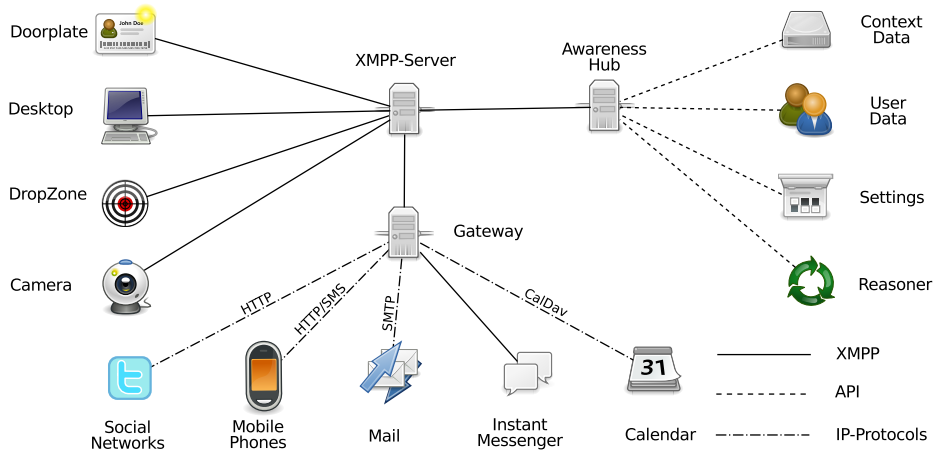 Doorplate
John Doe
XMPP-Server
Awareness
Hub
Context
Data
Desktop
User
Data
DropZone
Settings
Gateway
Camera
Reasoner
HTTP
HTTP/SMS
SMTP
CalDav
31
t
Social
Networks
Mobile
Phones
Mail
Instant
Messenger
Calendar
XMPP
API
IP-Protocols